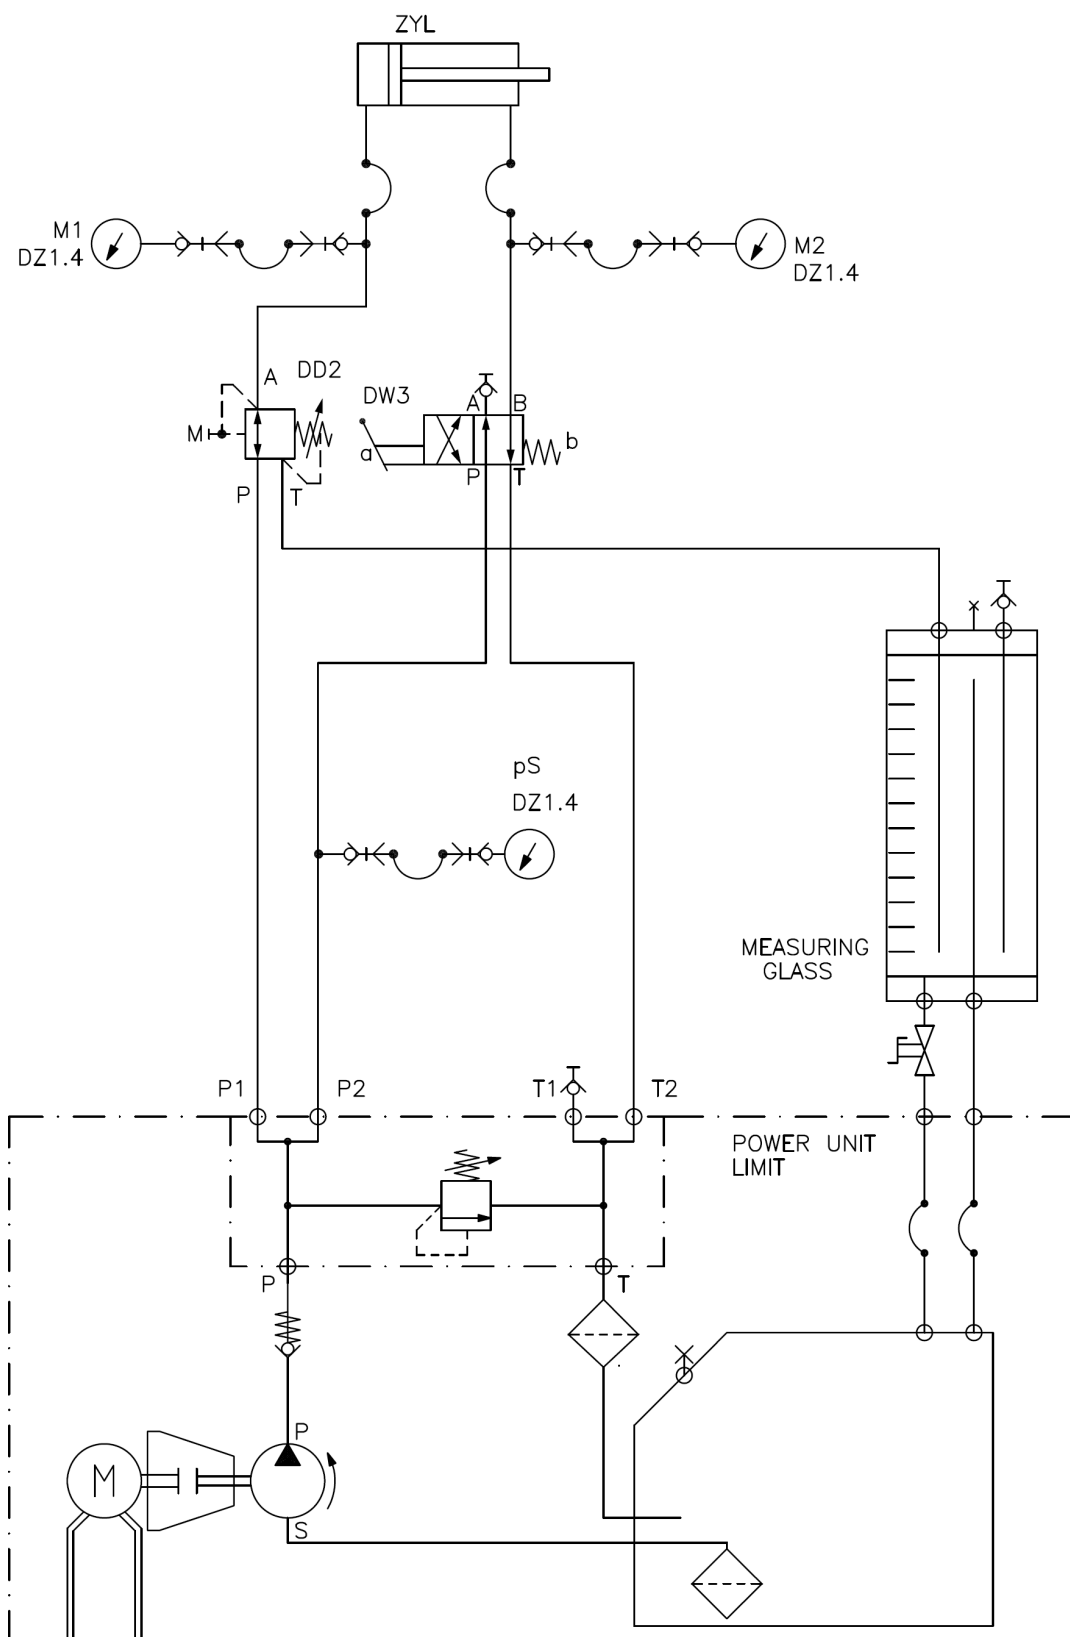 ZYL
M1
DZ1.4
M2
DZ1.4
A
DD2
DW3
A
B
M
a
b
P
T
P
T
pS
DZ1.4
MEASURING
GLASS
P1
P2
T1
T2
POWER UNIT
LIMIT
P
T
P
M
S